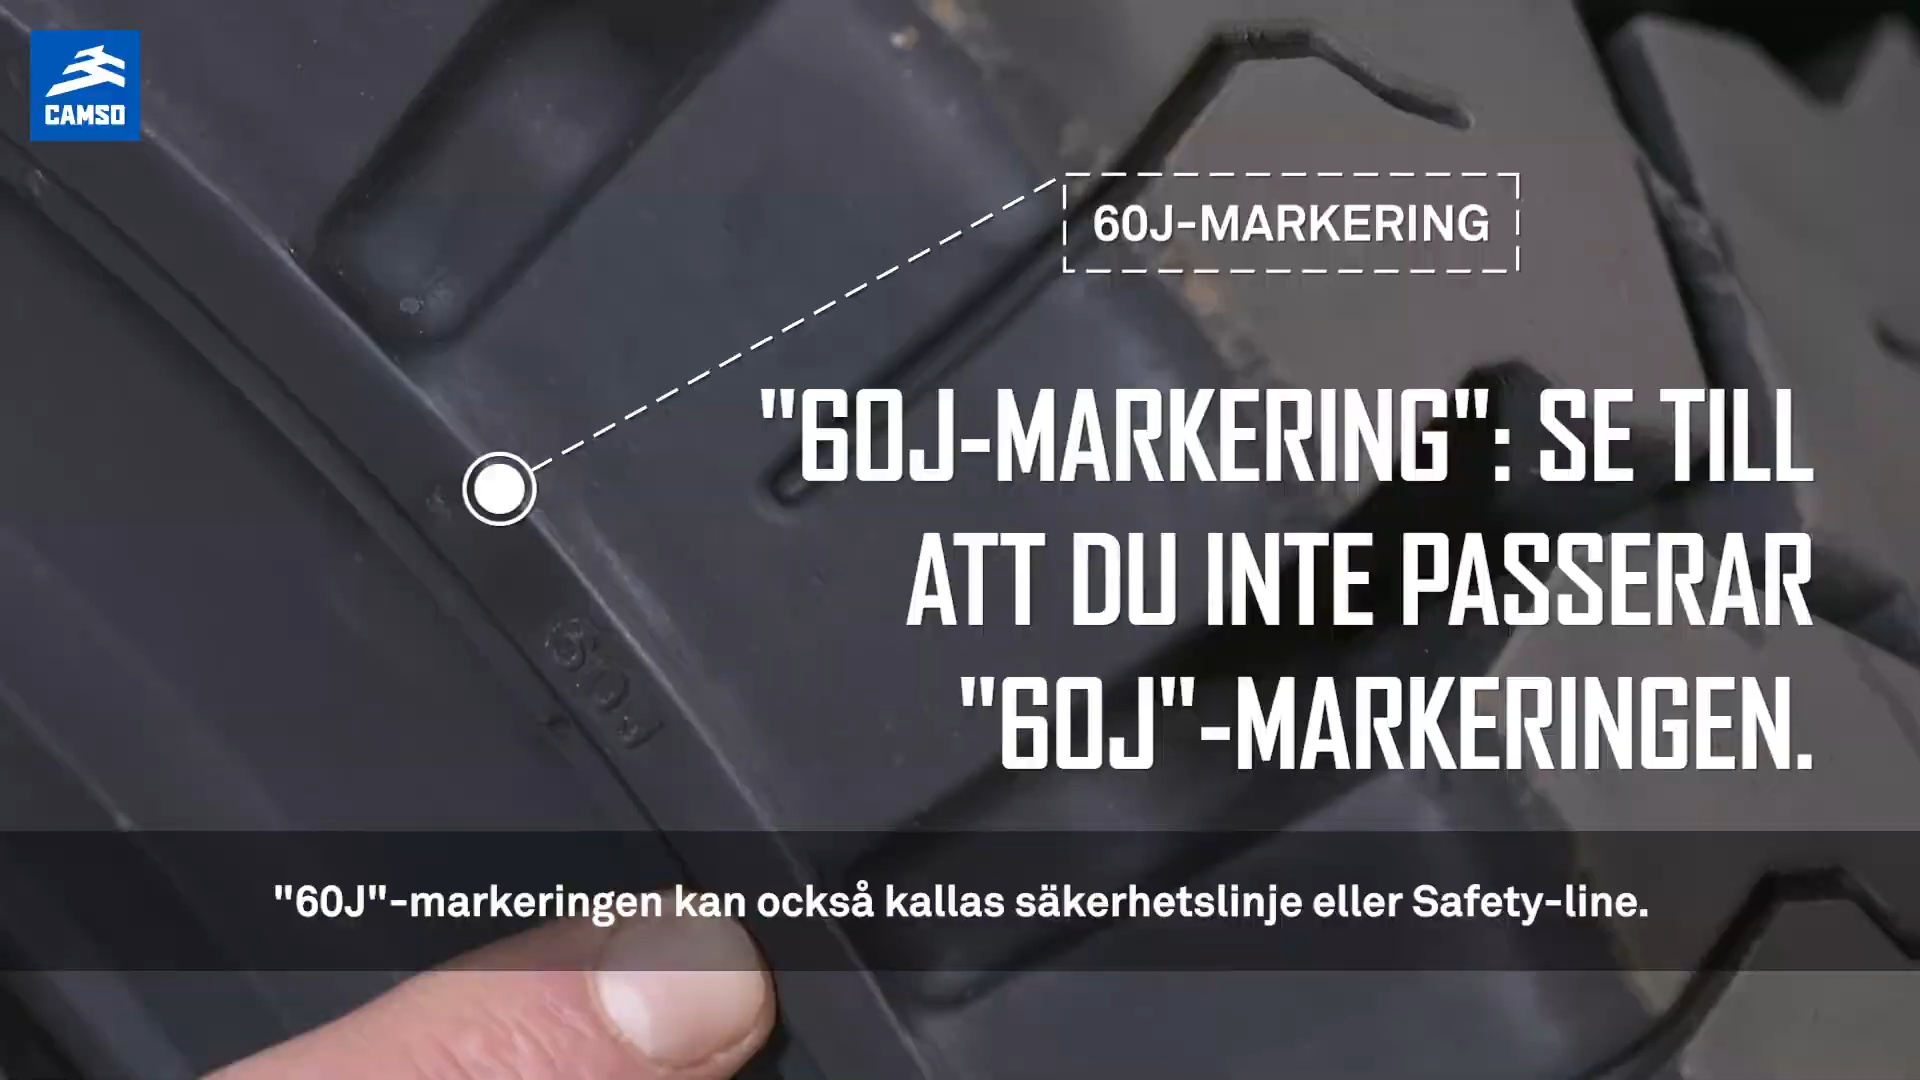 CAMSO
60J-MARKERING
"60J-MARKERING": SE TILL
ATT DU INTE PASSERAR
"60J"-MARKERINGEN.
60J
"60J"-markeringen kan också kallas säkerhetslinje eller Safety-line.